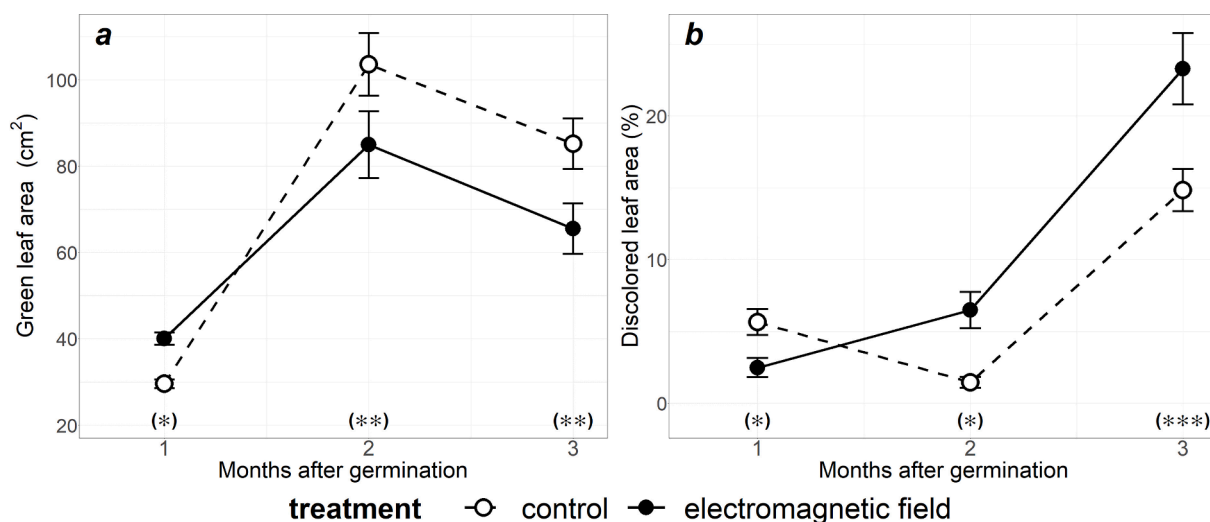 a
Green leaf area (cm²)
100
80
60
40
20
(*) (**) (**)
1 2 3
Months after germination
b
Discolored leaf area (%)
20
10
0
(*) (*) (***)
1 2 3
Months after germination
treatment control electromagnetic field